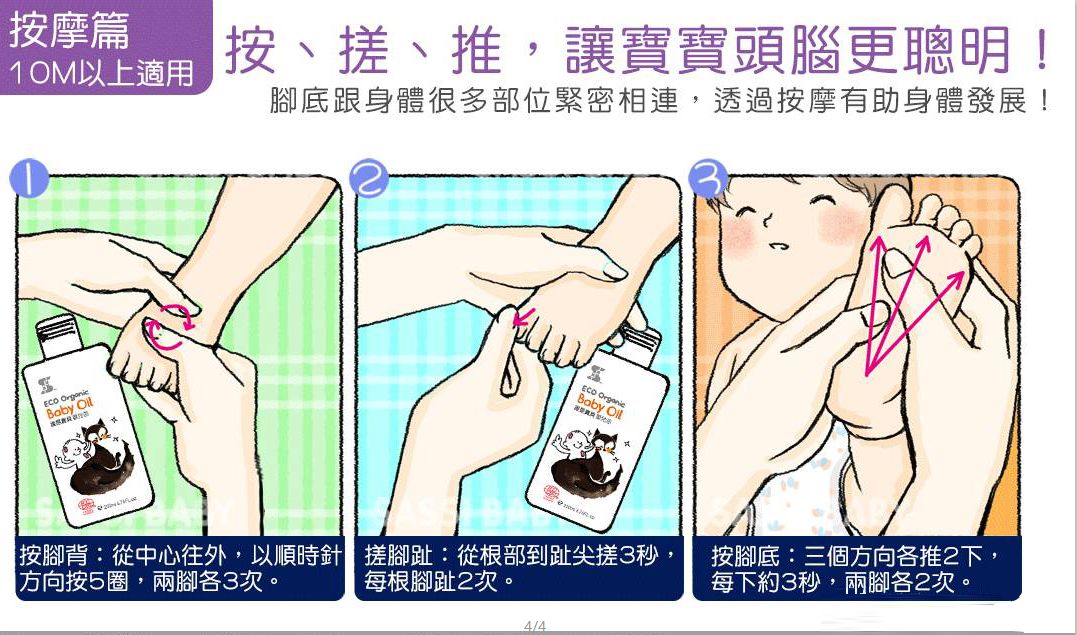 按摩篇
10M以上適用
按、搓、推，讓寶寶頭腦更聰明！
腳底跟身體很多部位緊密相連，透過按摩有助身體發展！
1
2
3
ECO Organic
Baby Oil
ECO Organic
Baby Oil
SASSI BABY
按腳背：從中心往外，以順時針
方向按5圈，兩腳各3次。
搓腳趾：從根部到趾尖搓3秒，
每根腳趾2次。
按腳底：三個方向各推2下，
每下約3秒，兩腳各2次。
4/4